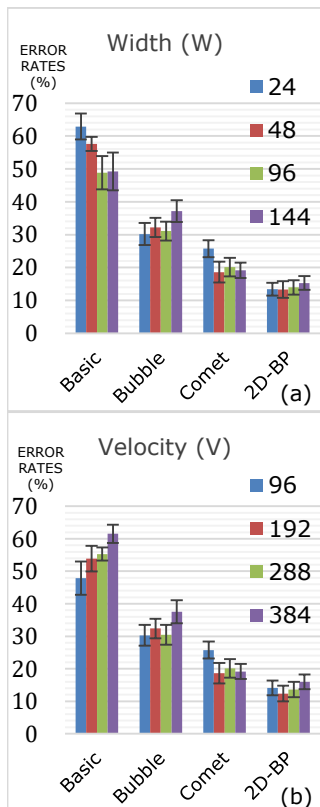 Width (W)
ERROR
RATES
(%)
24
48
96
144
70
60
50
40
30
20
10
0
Basic
Bubble
Comet
2D-BP
(a)
Velocity (V)
ERROR
RATES
(%)
96
192
288
384
70
60
50
40
30
20
10
0
Basic
Bubble
Comet
2D-BP
(b)